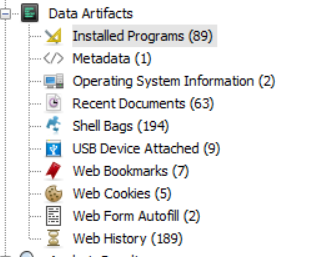 Data Artifacts
Installed Programs (89)
Metadata (1)
Operating System Information (2)
Recent Documents (63)
Shell Bags (194)
USB Device Attached (9)
Web Bookmarks (7)
Web Cookies (5)
Web Form Autofill (2)
Web History (189)